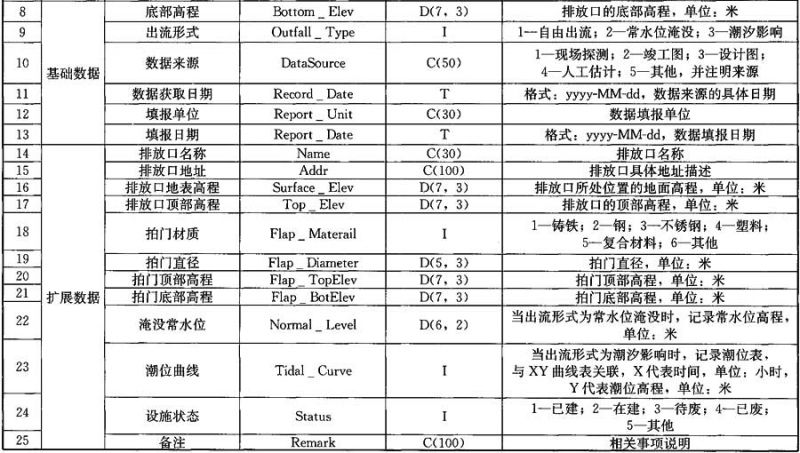 8 底部高程 Bottom _ Elev D(7，3) 排放口的底部高程，单位：米
9 出流形式 Outfall _ Type I 1—自由出流；2—常水位淹没；3—潮汐影响
基础数据
10 数据来源 DataSource C(50) 1—现场探测；2—竣工图；3—设计图；
4—人工估计；5—其他，并注明来源
11 数据获取日期 Record _ Date T 格式：yyyy-MM-dd，数据来源的具体日期
12 填报单位 Report _ Unit C(30) 数据填报单位
13 填报日期 Report _ Date T 格式：yyyy-MM-dd，数据填报日期
14 排放口名称 Name C(30) 排放口名称
15 排放口地址 Addr C(100) 排放口具体地址描述
16 排放口地表高程 Surface _ Elev D(7，3) 排放口所处位置的地面高程，单位：米
17 排放口顶部高程 Top _ Elev D(7，3) 排放口的顶部高程，单位：米
18 拍门材质 Flap _ Materail I 1—铸铁；2—钢；3—不锈钢；4—塑料；
5—复合材料；6—其他
19 拍门直径 Flap _ Diameter D(5，3) 拍门直径，单位：米
20 拍门顶部高程 Flap _ TopElev D(7，3) 拍门顶部高程，单位：米
扩展数据
21 拍门底部高程 Flap _ BotElev D(7，3) 拍门底部高程，单位：米
22 淹没常水位 Normal _ Level D(6，2) 当出流形式为常水位淹没时，记录常水位高程，
单位：米
23 潮位曲线 Tidal _ Curve I 当出流形式为潮汐影响时，记录潮位表，
与XY曲线表关联，X代表时间，单位：小时，
Y代表潮位高程，单位：米
24 设施状态 Status I 1—已建；2—在建；3—待废；4—已废；
5—其他
25 备注 Remark C(100) 相关事项说明